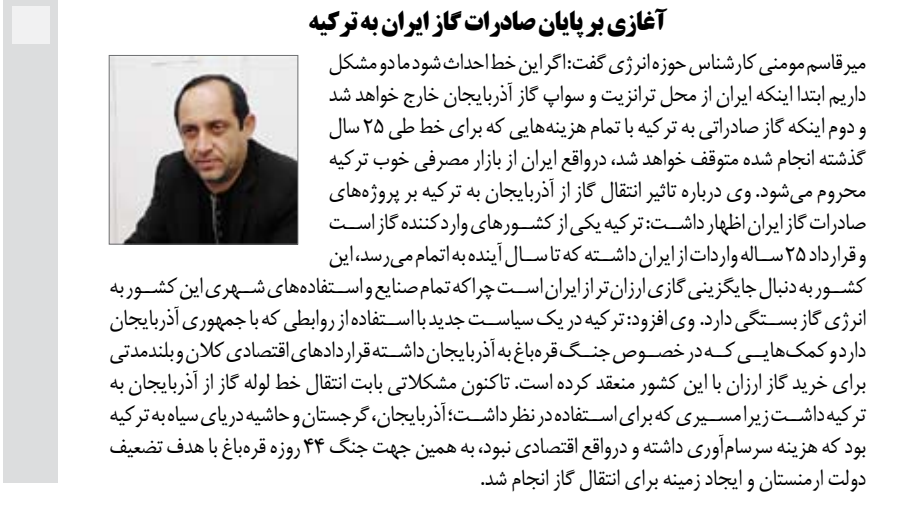 آغازی بر پایان صادرات گاز ایران به ترکیه
میرقاسم مومنی کارشناس حوزه انرژی گفت:اگر این خط احداث شود ما دو مشکل
داریم ابتدا اینکه ایران از محل ترانزیت و سواپ گاز آذربایجان خارج خواهد شد
و دوم اینکه گاز صادراتی به ترکیه با تمام هزینه‌هایی که برای خط طی ۲۵ سال
گذشته انجام شده متوقف خواهد شد، درواقع ایران از بازار مصرفی خوب ترکیه
محروم می‌شود. وی درباره تاثیر انتقال گاز از آذربایجان به ترکیه بر پروژه‌های
صادرات گاز ایران اظهار داشت: ترکیه یکی از کشورهای واردکننده گاز است
و قرارداد ۲۵ ساله واردات از ایران داشته که تا سال آینده به اتمام می‌رسد، این
کشور به دنبال جایگزینی گازی ارزان‌تر از ایران است چراکه تمام صنایع و استفاده‌های شهری این کشور به
انرژی گاز بستگی دارد. وی افزود: ترکیه در یک سیاست جدید با استفاده از روابطی که با جمهوری آذربایجان
دارد و کمک‌هایی که در خصوص جنگ قره‌باغ به آذربایجان داشته قراردادهای اقتصادی کلان و بلندمدتی
برای خرید گاز ارزان با این کشور منعقد کرده است. تاکنون مشکلاتی بابت انتقال خط لوله گاز از آذربایجان به
ترکیه داشت زیرا مسیری که برای استفاده در نظر داشت؛ آذربایجان، گرجستان و حاشیه دریای سیاه به ترکیه
بود که هزینه سرسام‌آوری داشته و درواقع اقتصادی نبود، به همین جهت جنگ ۴۴ روزه قره‌باغ با هدف تضعیف
دولت ارمنستان و ایجاد زمینه برای انتقال گاز انجام شد.